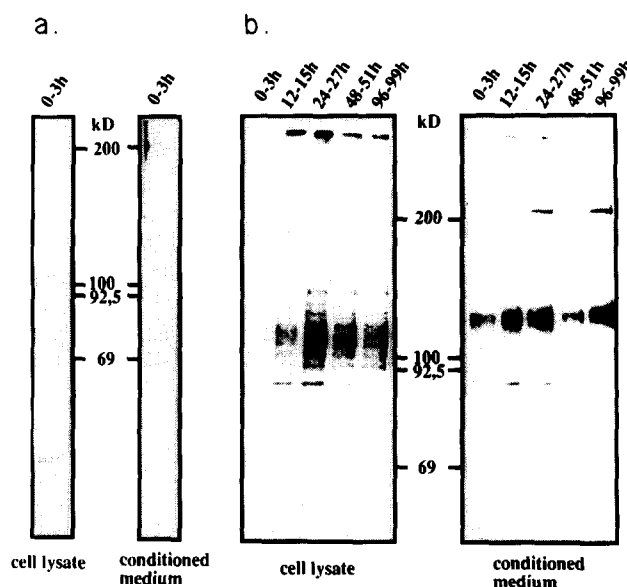 a.
b.
0-3h
0-3h
0-3h 12-15h 24-27h 48-51h 96-99h
0-3h 12-15h 24-27h 48-51h 96-99h
kD
200
100
92,5
69
kD
200
100
92,5
69
cell lysate
conditioned
medium
cell lysate
conditioned
medium